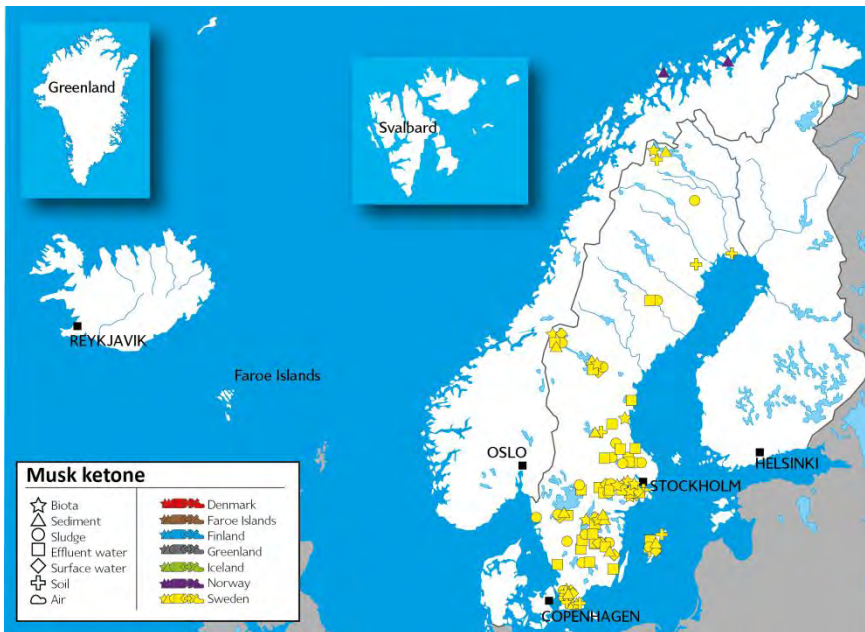 Greenland
Svalbard
REYKJAVIK
Faroe Islands
OSLO
HELSINKI
STOCKHOLM
COPENHAGEN
Musk ketone
Biota
Sediment
Sludge
Effluent water
Surface water
Soil
Air
Denmark
Faroe Islands
Finland
Greenland
Iceland
Norway
Sweden